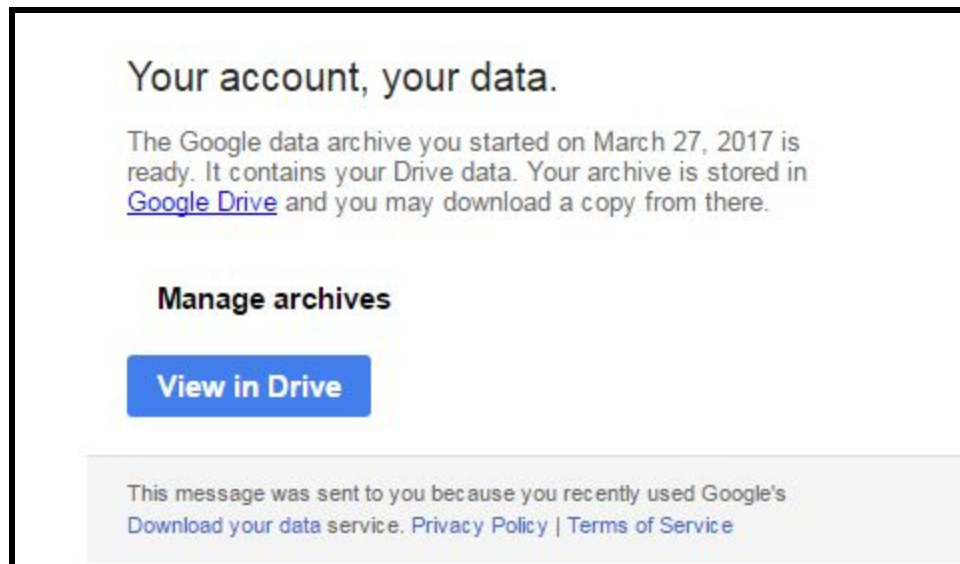 Your account, your data.
The Google data archive you started on March 27, 2017 is
ready. It contains your Drive data. Your archive is stored in
Google Drive and you may download a copy from there.
Manage archives
View in Drive
This message was sent to you because you recently used Google's
Download your data service. Privacy Policy | Terms of Service